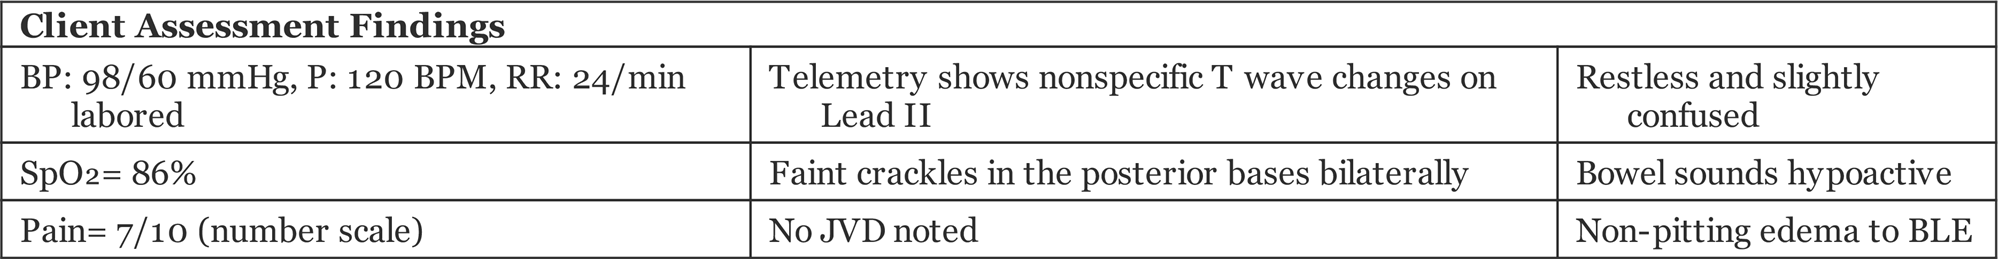 Client Assessment Findings
BP: 98/60 mmHg, P: 120 BPM, RR: 24/min
labored
Telemetry shows nonspecific T wave changes on
Lead II
Restless and slightly
confused
SpO2= 86%
Faint crackles in the posterior bases bilaterally
Bowel sounds hypoactive
Pain= 7/10 (number scale)
No JVD noted
Non-pitting edema to BLE